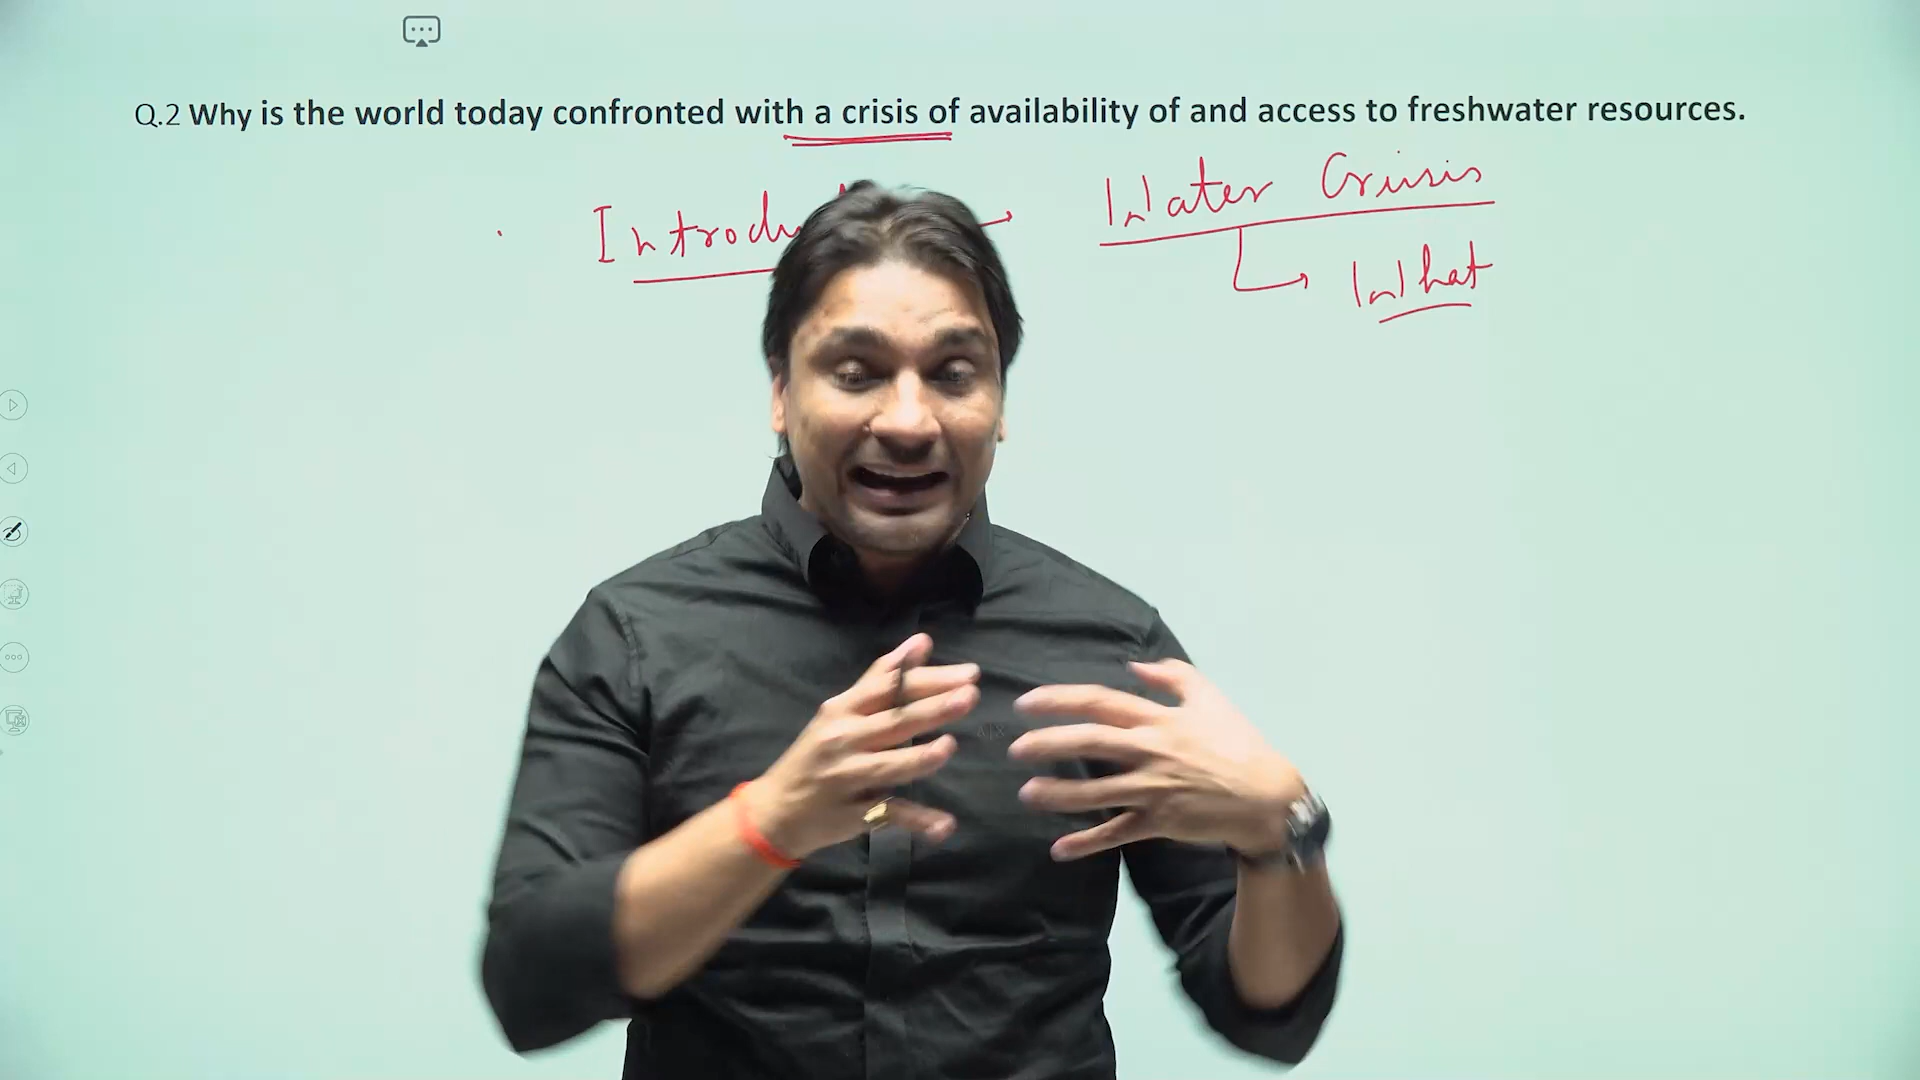 Q.2 Why is the world today confronted with a crisis of availability of and access to freshwater resources.
Water Crisis
Introdu
What